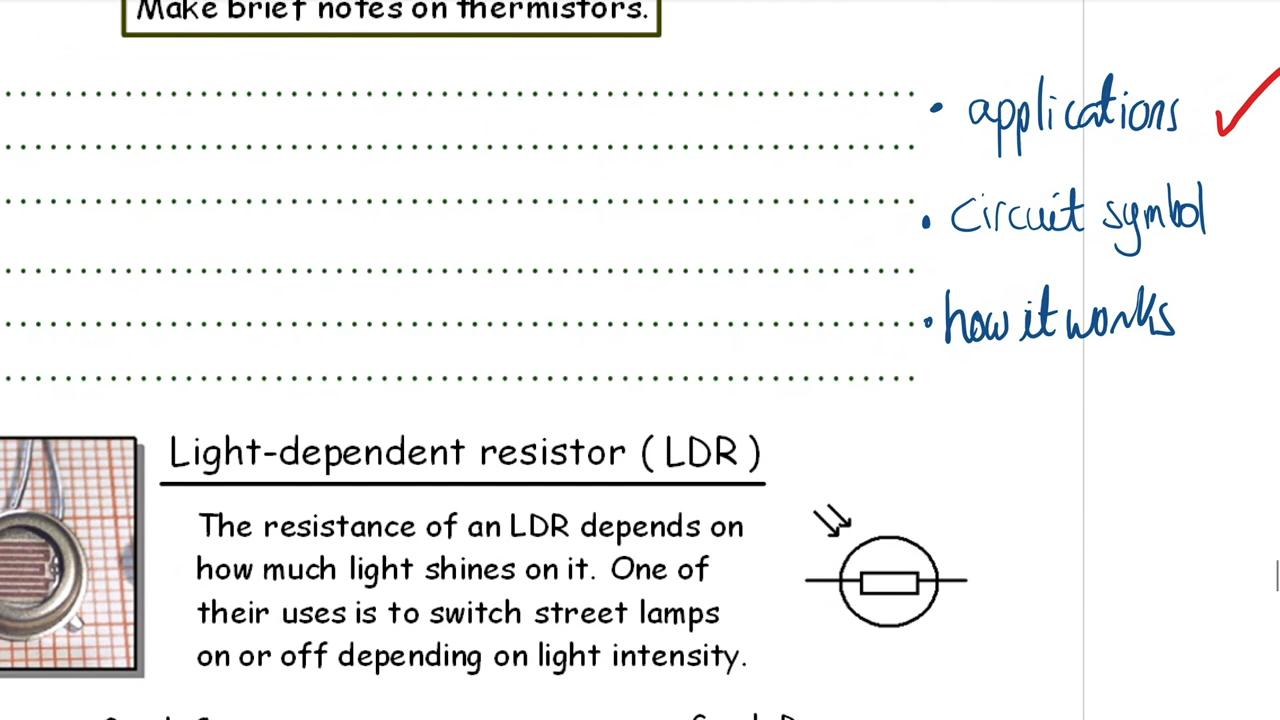 Make brief notes on thermistors.
• applications ✓
• circuit symbol
• how it works
Light-dependent resistor (LDR)
The resistance of an LDR depends on
how much light shines on it. One of
their uses is to switch street lamps
on or off depending on light intensity.